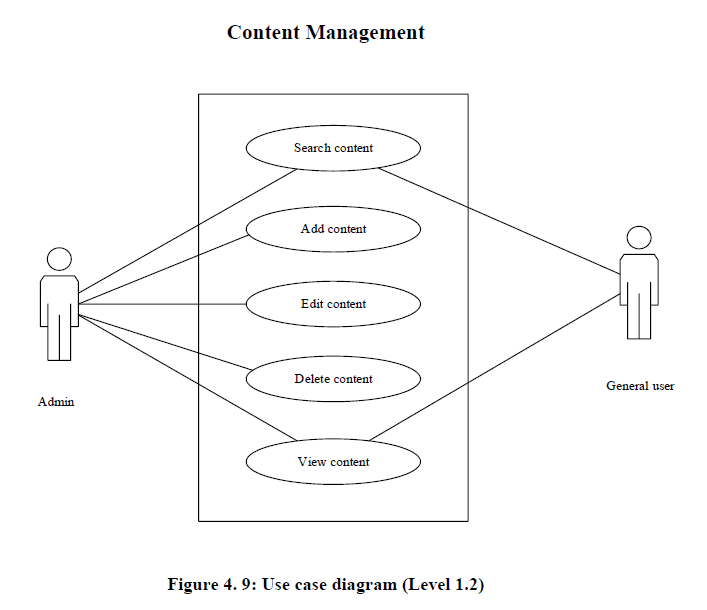 Content Management
Search content
Add content
Edit content
Delete content
View content
Admin
General user
Figure 4. 9: Use case diagram (Level 1.2)